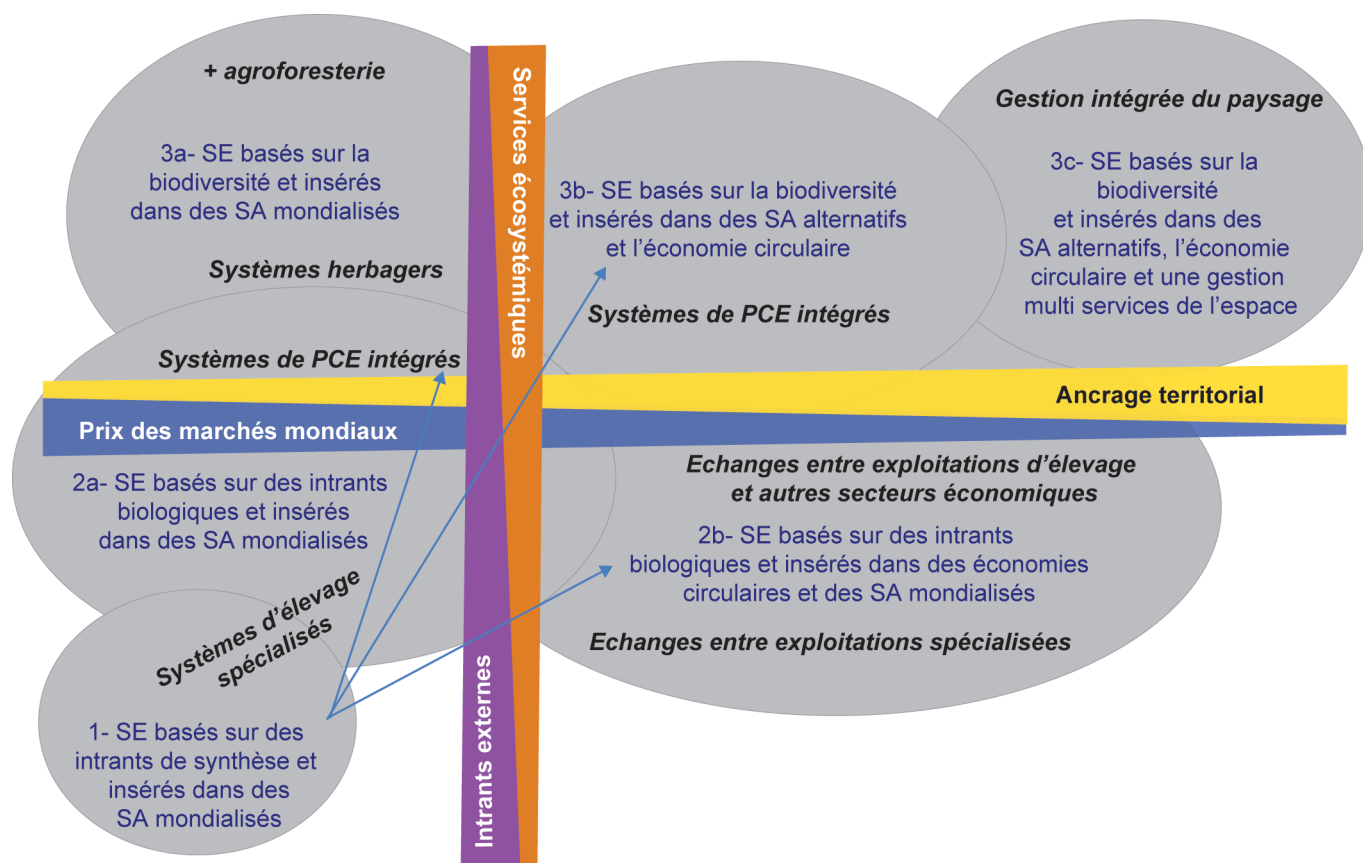 + agroforesterie
3a- SE basés sur la
biodiversité et insérés
dans des SA mondialisés
Systèmes herbagers
Systèmes de PCE intégrés
Services écosystémiques
3b- SE basés sur la biodiversité
et insérés dans des SA alternatifs
et l’économie circulaire
Systèmes de PCE intégrés
Gestion intégrée du paysage
3c- SE basés sur la
biodiversité
et insérés dans des
SA alternatifs, l’économie
circulaire et une gestion
multi services de l’espace
Ancrage territorial
Prix des marchés mondiaux
2a- SE basés sur des intrants
biologiques et insérés
dans des SA mondialisés
Echanges entre exploitations d’élevage
et autres secteurs économiques
2b- SE basés sur des intrants
biologiques et insérés dans des économies
circulaires et des SA mondialisés
Echanges entre exploitations spécialisées
Systèmes d’élevage
spécialisés
1- SE basés sur des
intrants de synthèse et
insérés dans des
SA mondialisés
Intrants externes